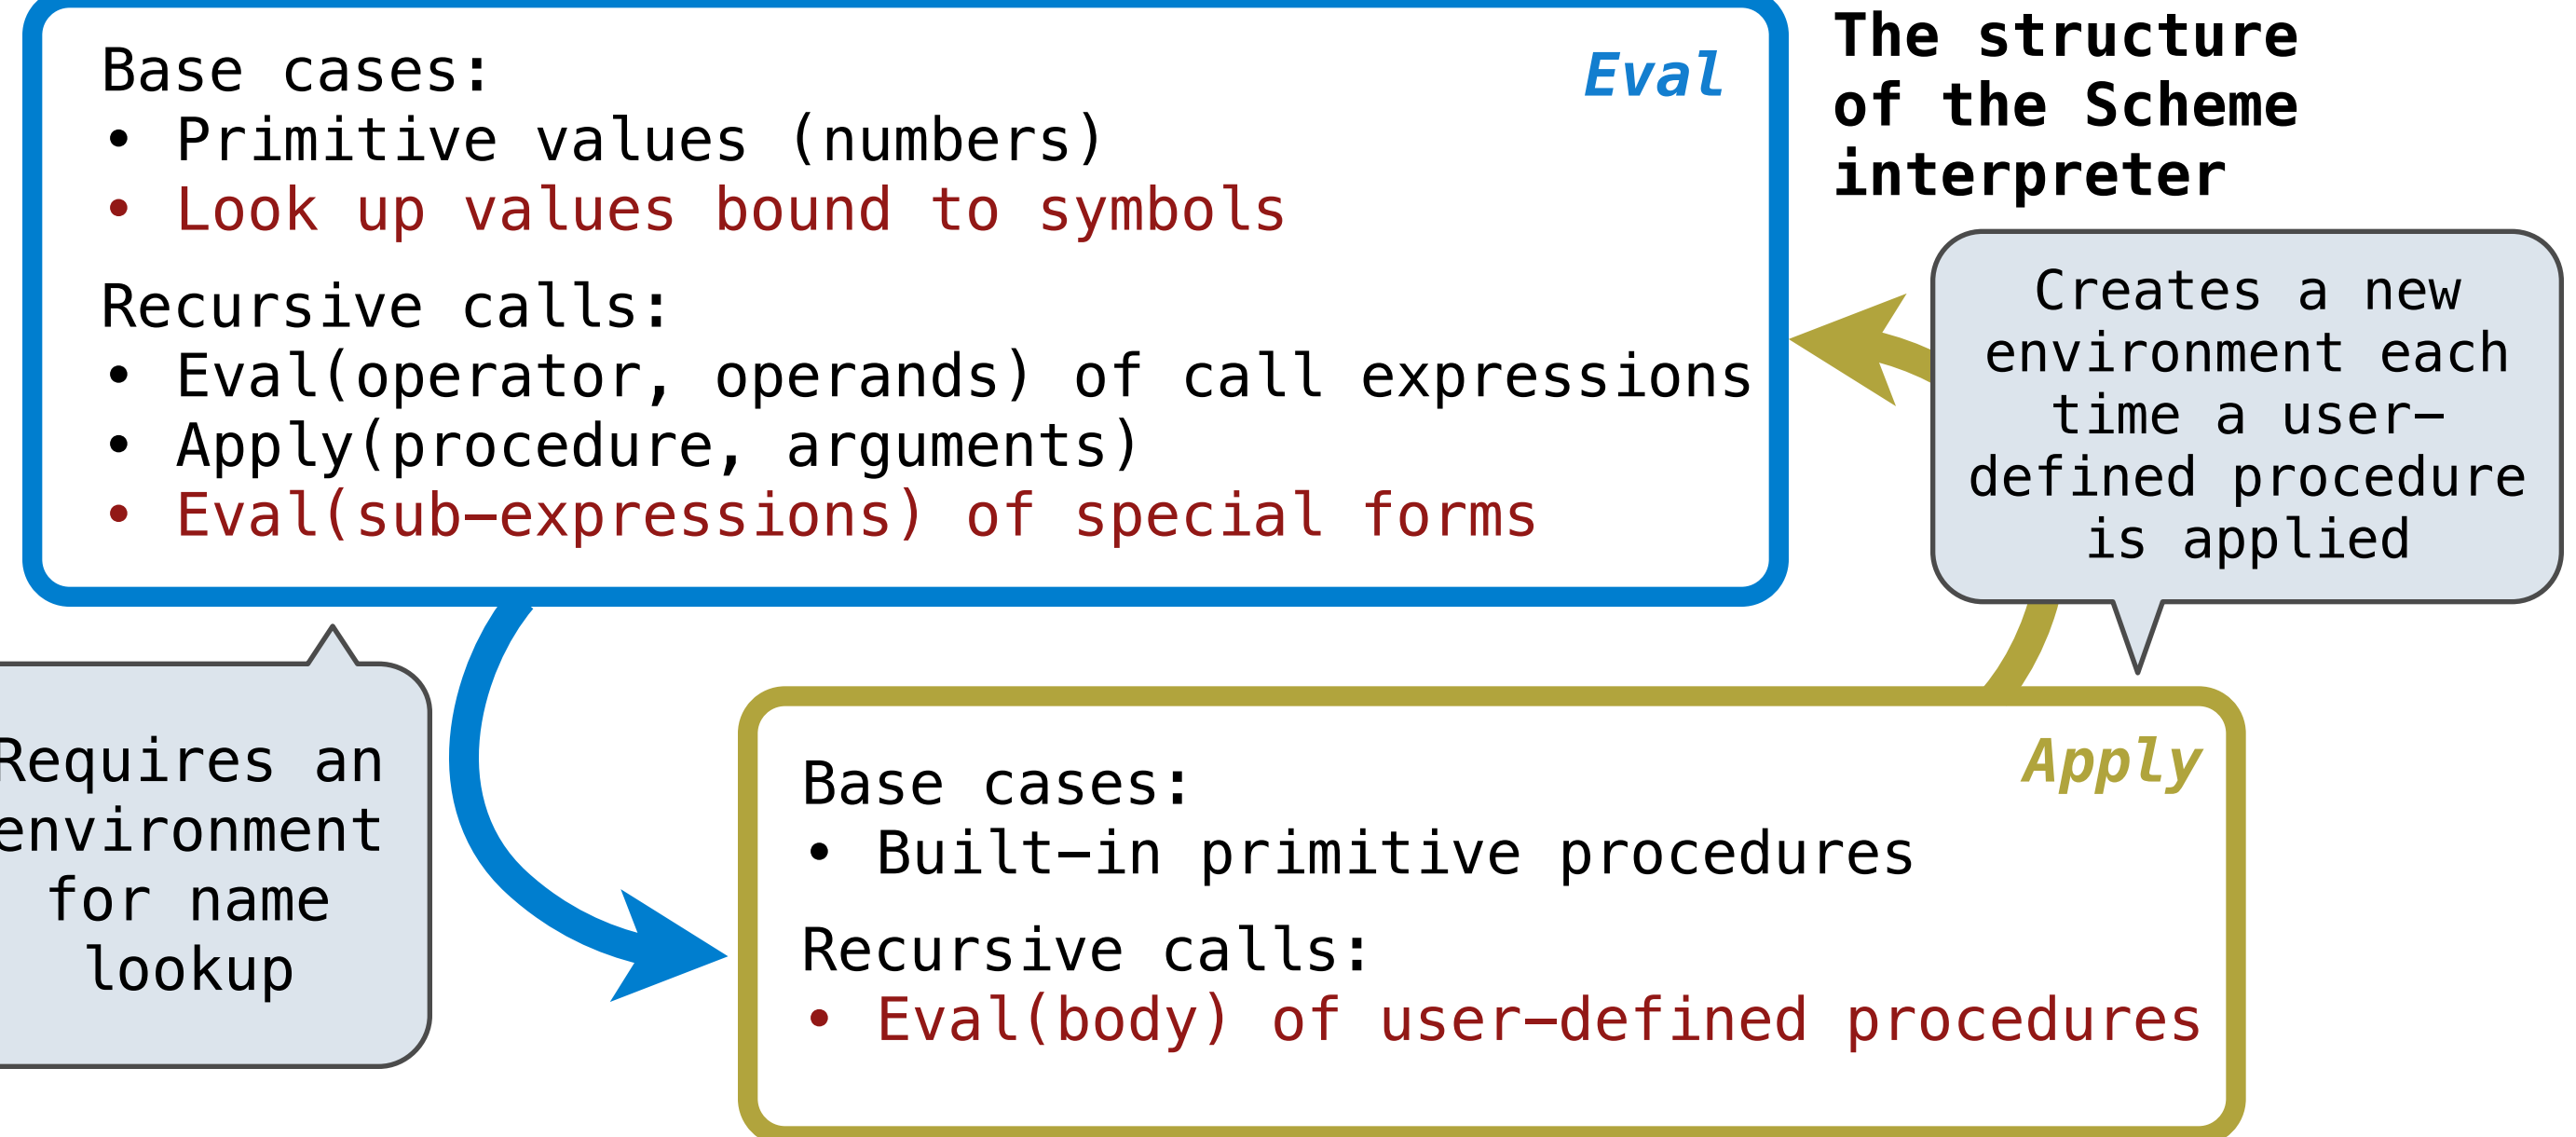 The structure
of the Scheme
interpreter
Eval
Base cases:
• Primitive values (numbers)
• Look up values bound to symbols
Recursive calls:
• Eval(operator, operands) of call expressions
• Apply(procedure, arguments)
• Eval(sub-expressions) of special forms
Creates a new
environment each
time a user-
defined procedure
is applied
Requires an
environment
for name
lookup
Apply
Base cases:
• Built-in primitive procedures
Recursive calls:
• Eval(body) of user-defined procedures